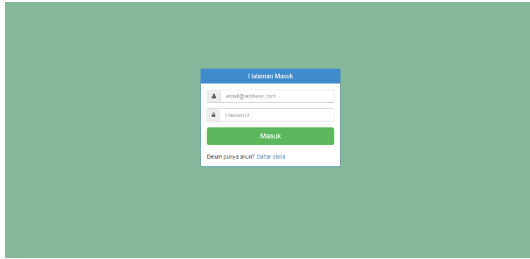 Halaman Masuk
email@address.com
Password
Masuk
Belum punya akun? Daftar disini